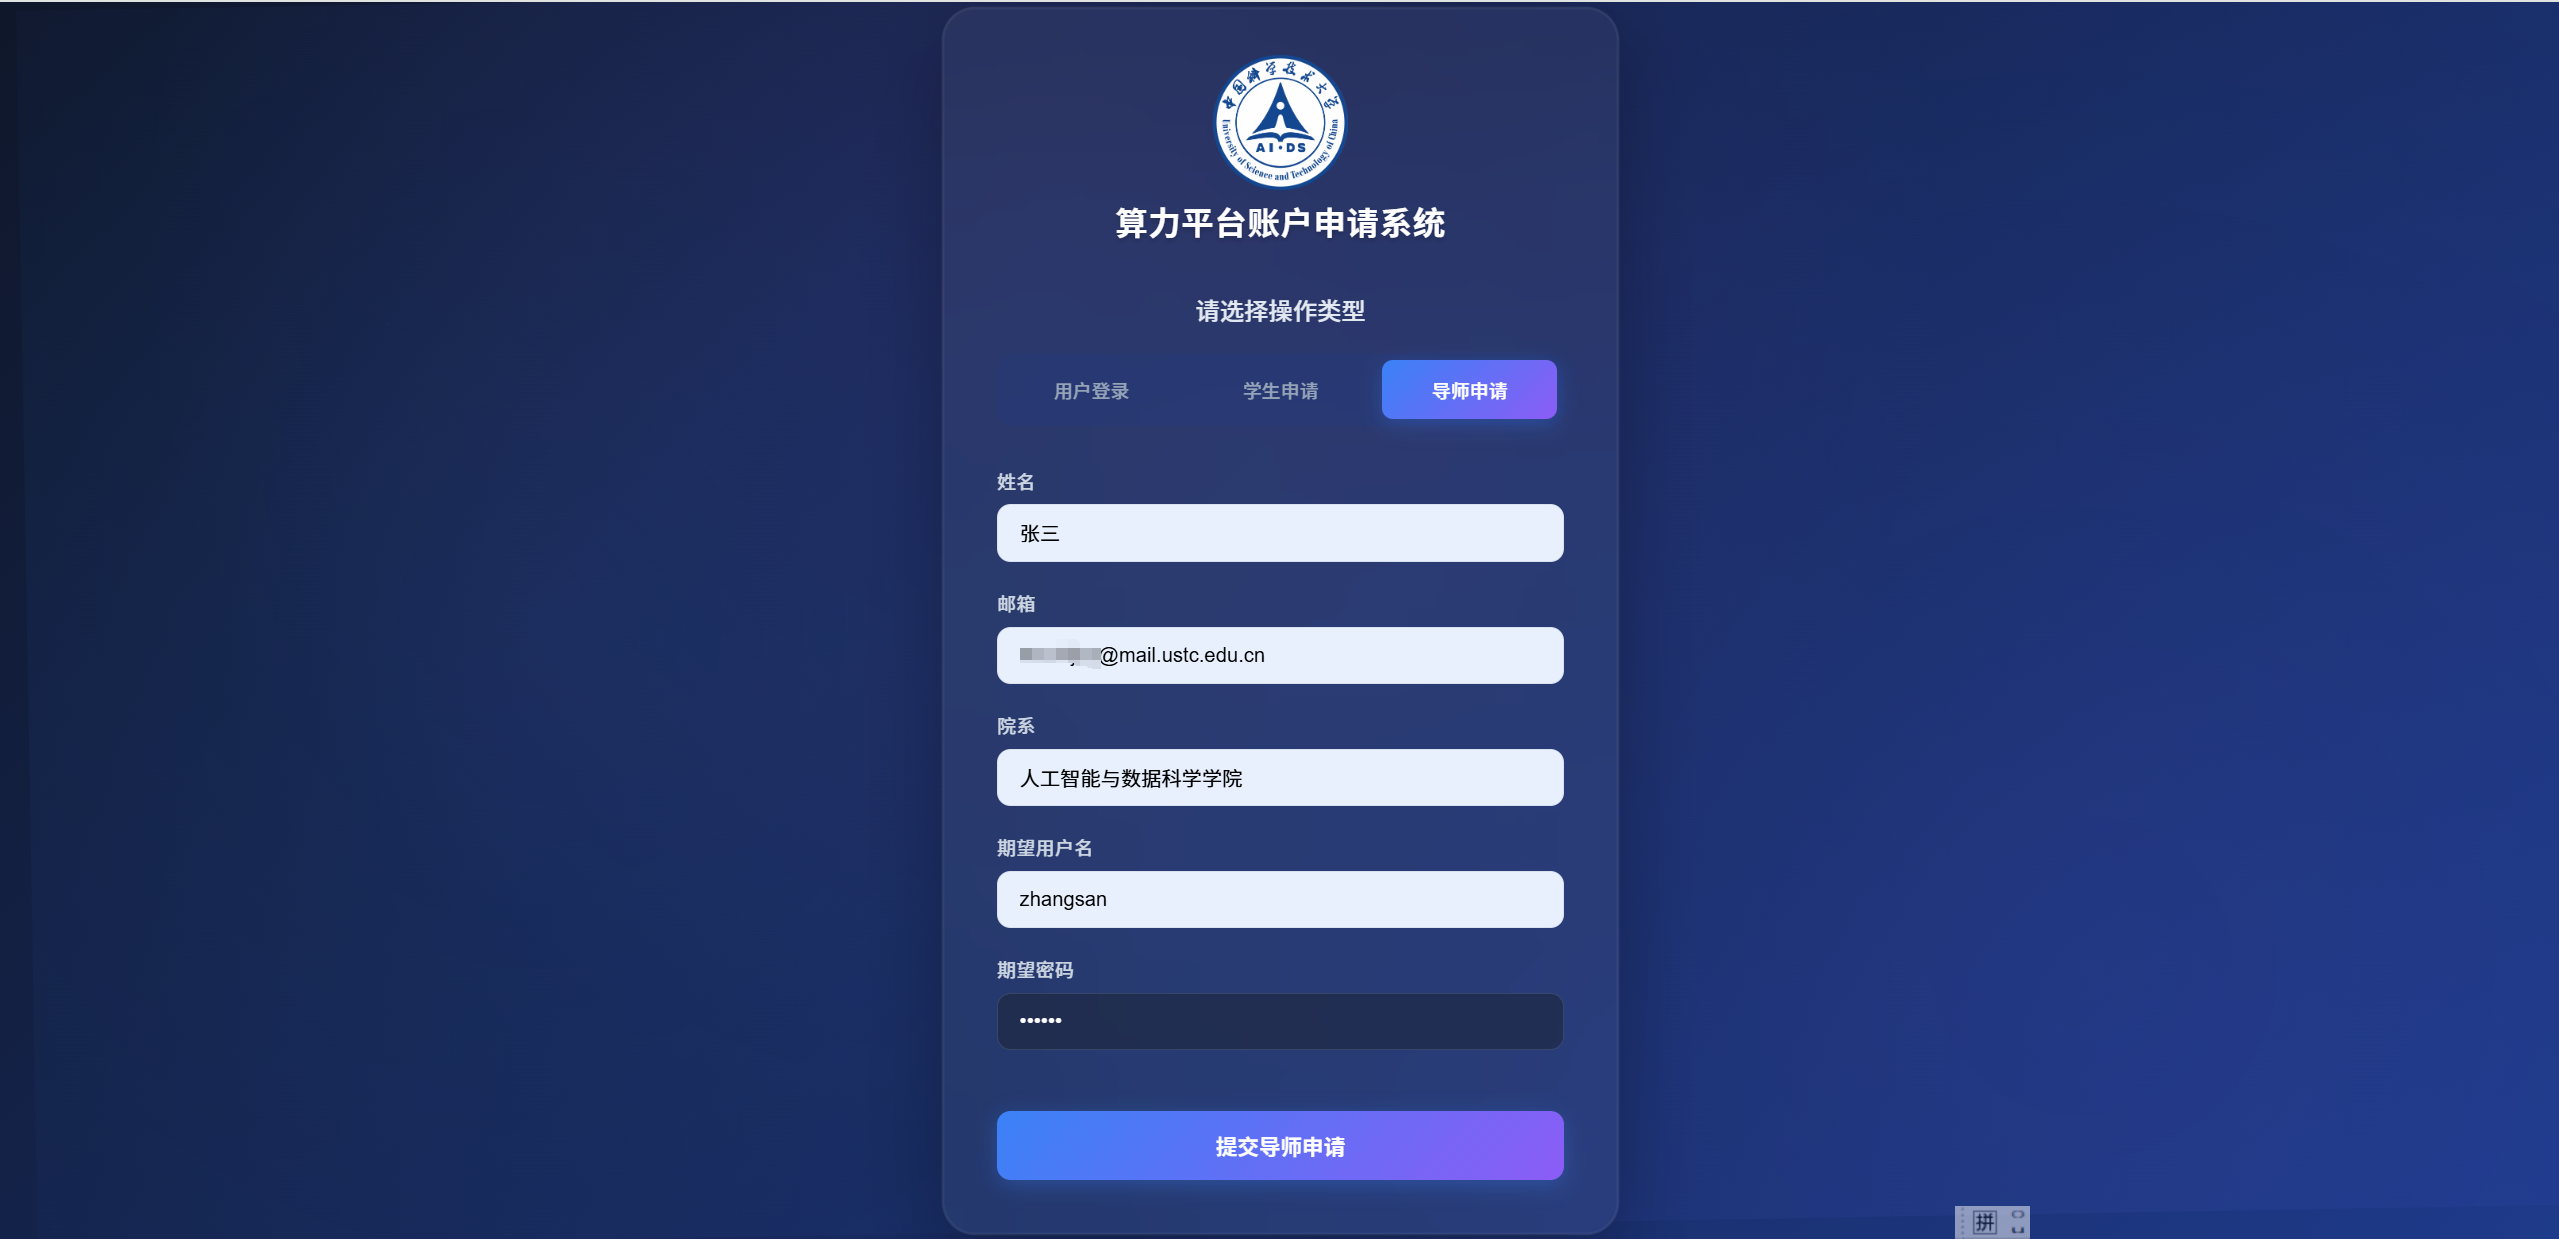 中国科学技术大学
AI·DS
University of Science and Technology of China
算力平台账户申请系统
请选择操作类型
用户登录 学生申请 导师申请
姓名
张三
邮箱
@mail.ustc.edu.cn
院系
人工智能与数据科学学院
期望用户名
zhangsan
期望密码
••••••
提交导师申请
拼